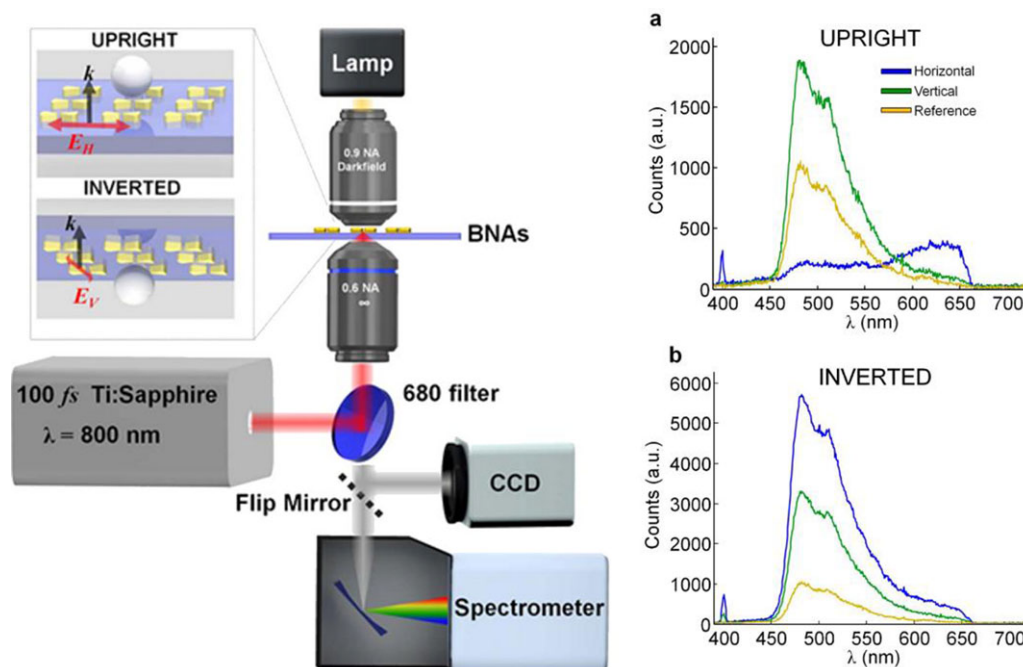 UPRIGHT
k
E_H
INVERTED
k
E_V
Lamp
0.9 NA
Darkfield
BNAs
0.6 NA
∞
100 fs Ti:Sapphire
λ = 800 nm
680 filter
Flip Mirror
CCD
Spectrometer
a
UPRIGHT
Horizontal
Vertical
Reference
Counts (a.u.)
2000
1500
1000
500
0
400 450 500 550 600 650 700
λ (nm)
b
INVERTED
Counts (a.u.)
6000
5000
4000
3000
2000
1000
0
400 450 500 550 600 650 700
λ (nm)